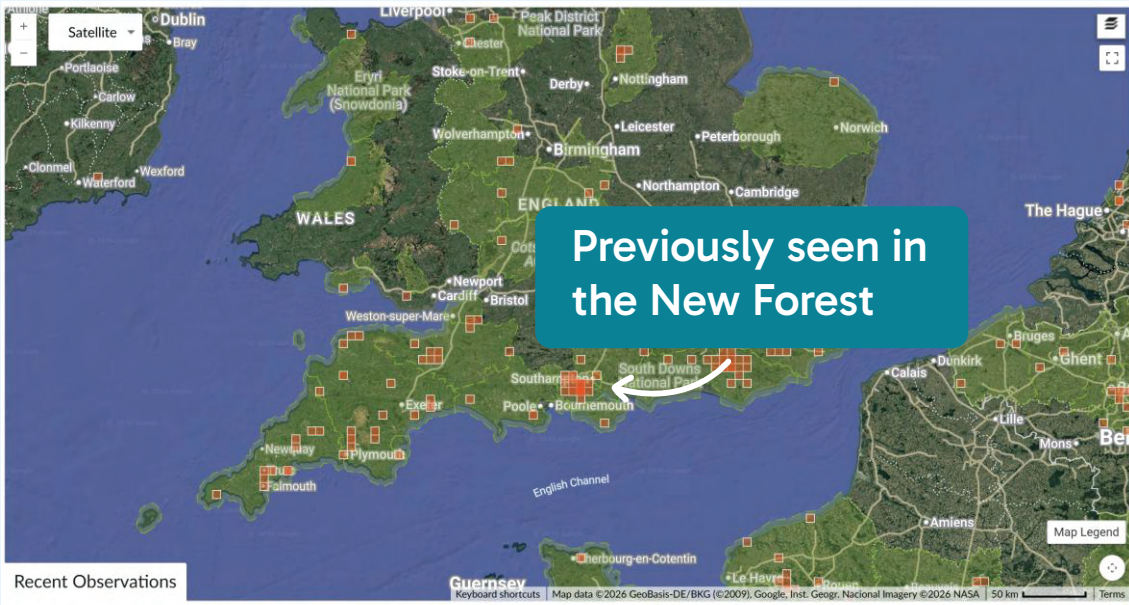 Liverpool
Dublin
Peak District
National Park
+
Satellite
Bray
Chester
−
Portlaoise
Stoke-on-Trent
Eryri
National Park
(Snowdonia)
Derby
Nottingham
Carlow
Kilkenny
Wolverhampton
Leicester
Peterborough
Norwich
Birmingham
Clonmel
Wexford
Waterford
Northampton
Cambridge
WALES
ENGLAND
The Hague
Previously seen in
the New Forest
Newport
Cardiff
Bristol
Weston-super-Mare
Bruges
Ghent
Dunkirk
Calais
South Downs
National Park
Exeter
Poole
Bournemouth
Lille
Mons
Newquay
Plymouth
Falmouth
English Channel
Amiens
Map Legend
Cherbourg-en-Cotentin
Recent Observations
Guernsey
Le Havre
Rouen
Keyboard shortcuts
Map data ©2026 GeoBasis-DE/BKG (©2009), Google, Inst. Geogr. Nacional Imagery ©2026 NASA
50 km
Terms